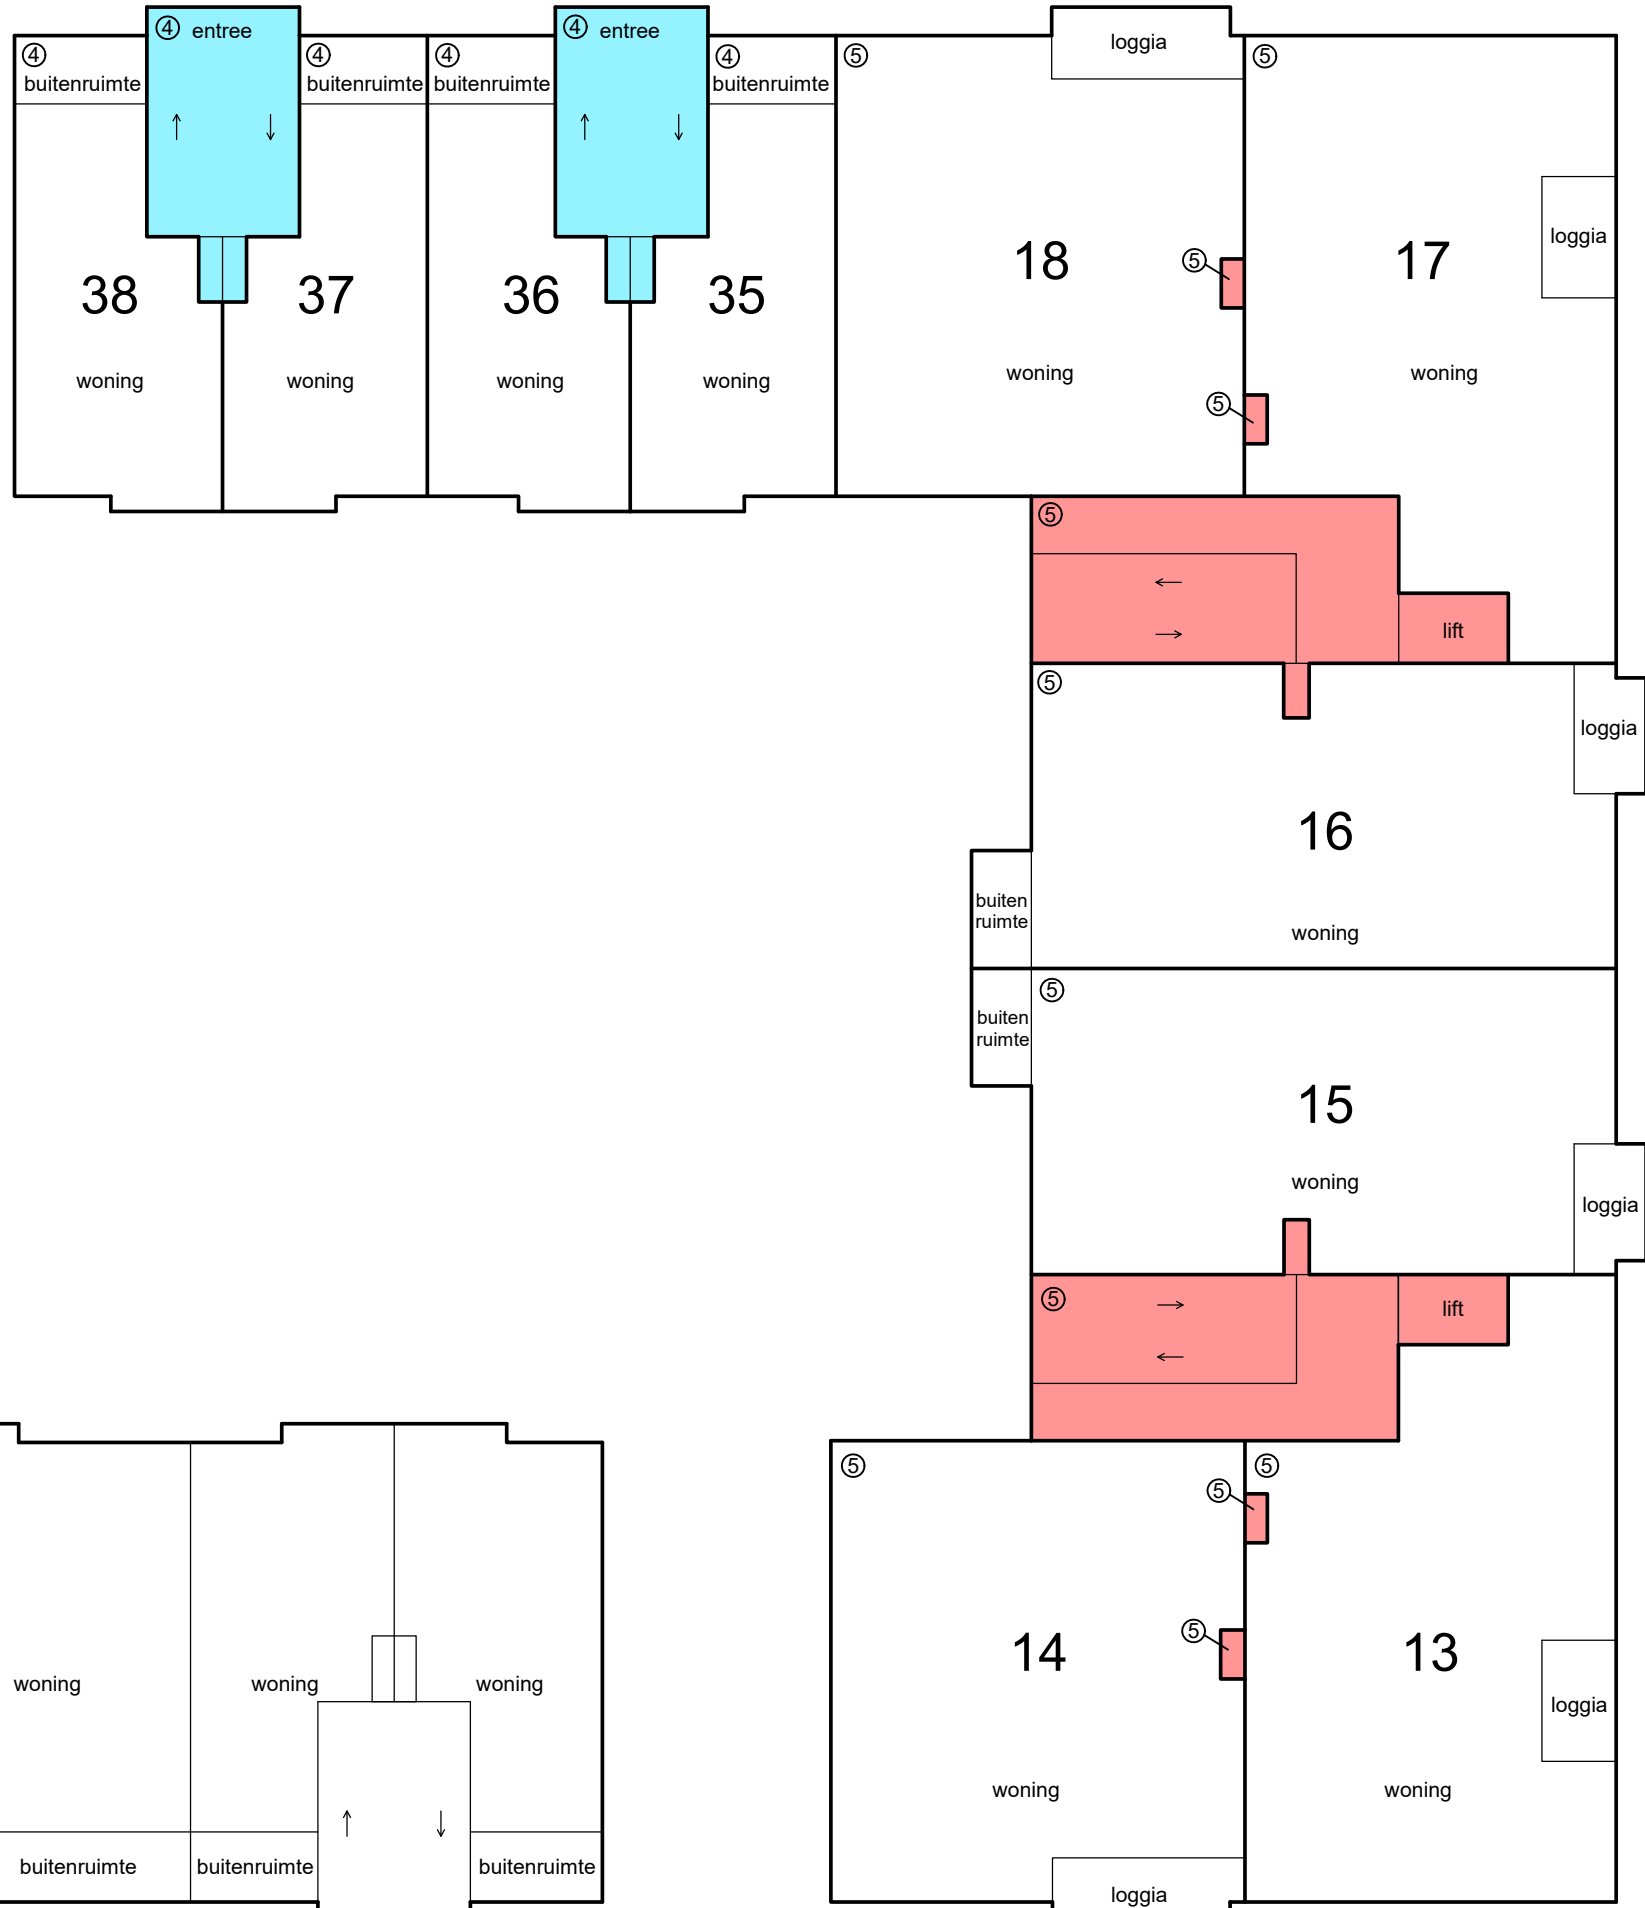 ④ entree
④ entree
④
buitenruimte
④
buitenruimte
④
buitenruimte
④
buitenruimte
⑤
loggia
⑤
loggia
38
37
36
35
18
17
⑤
⑤
woning
woning
woning
woning
woning
woning
⑤
lift
⑤
loggia
16
woning
buiten
ruimte
⑤
buiten
ruimte
15
woning
loggia
⑤
lift
⑤
⑤
⑤
⑤
14
13
woning
woning
woning
loggia
woning
woning
buitenruimte
buitenruimte
buitenruimte
loggia